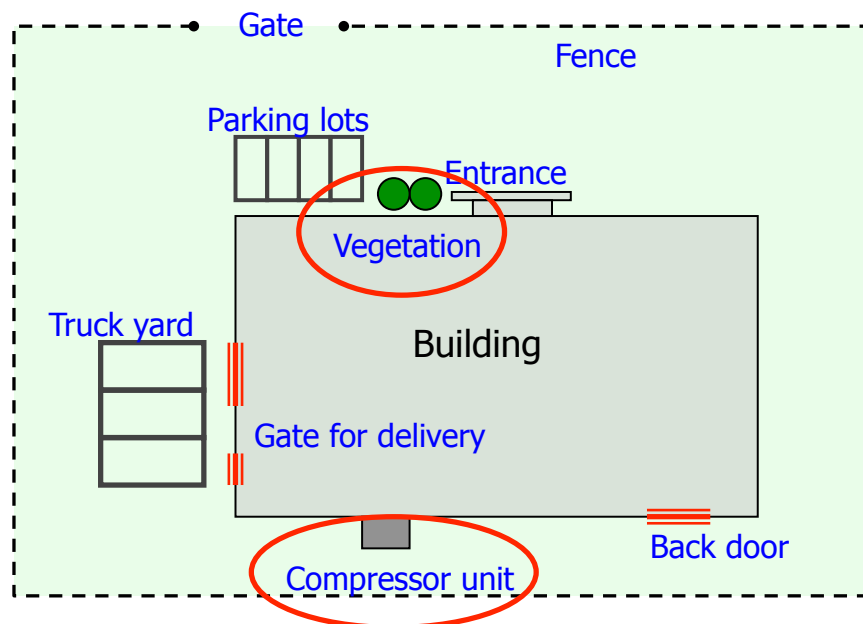 Gate
Fence
Parking lots
Entrance
Vegetation
Truck yard
Building
Gate for delivery
Back door
Compressor unit